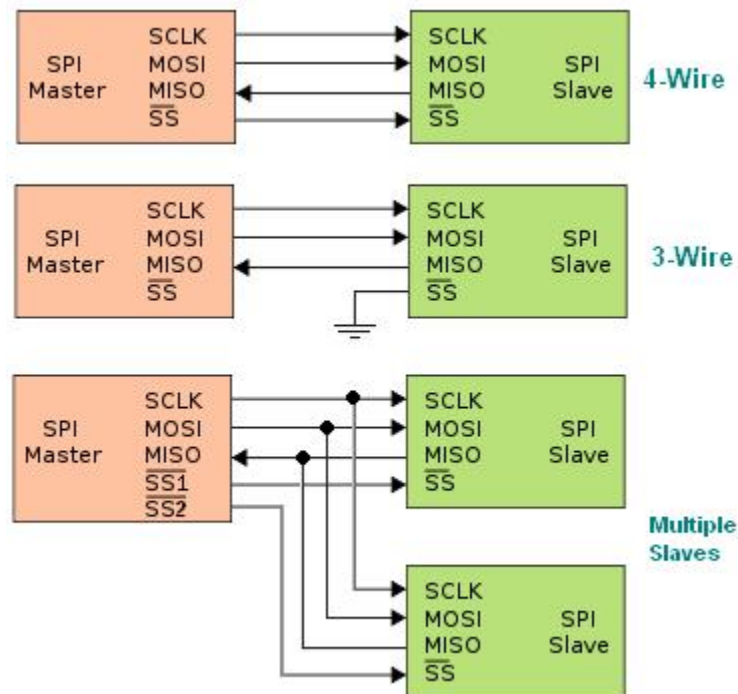 SPI
Master
SCLK
MOSI
MISO
SS
SCLK
MOSI
MISO
SS
SPI
Slave
4-Wire
SPI
Master
SCLK
MOSI
MISO
SS
SCLK
MOSI
MISO
SS
SPI
Slave
3-Wire
SPI
Master
SCLK
MOSI
MISO
SS1
SS2
SCLK
MOSI
MISO
SS
SPI
Slave
Multiple
Slaves
SCLK
MOSI
MISO
SS
SPI
Slave